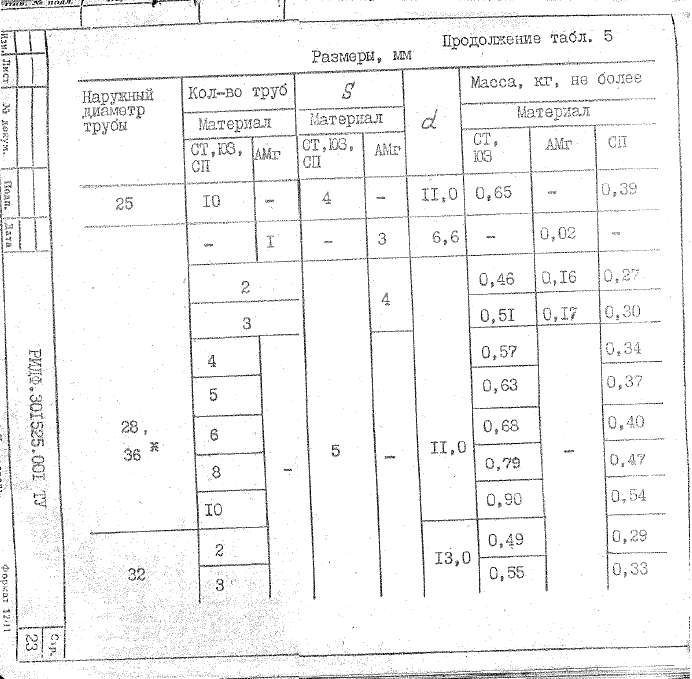 Инв. № подл.
Продолжение табл. 5
Размеры, мм
Наружный диаметр трубы | Кол-во труб | S | d | Масса, кг, не более
Материал | Материал | Материал
СТ,ЮЗ, СП | АМг | СТ,ЮЗ, СП | АМг | СТ, ЮЗ | АМг | СП
25 | 10 | – | 4 | – | 11,0 | 0,65 | – | 0,39
– | 1 | – | 3 | 6,6 | – | 0,02 | –
2 | 4 | 0,46 | 0,16 | 0,27
3 | 0,51 | 0,17 | 0,30
4 | 0,57 | 0,34
5 | 0,63 | 0,37
28, 36 ж | 6 | – | 5 | – | 11,0 | 0,68 | – | 0,40
8 | 0,79 | 0,47
10 | 0,90 | 0,54
32 | 2 | 13,0 | 0,49 | 0,29
3 | 0,55 | 0,33
Изм. Лист
№ докум.
Подп.
Дата
РИДФ.301525.001 ТУ
Формат 12/11
Стр.
23